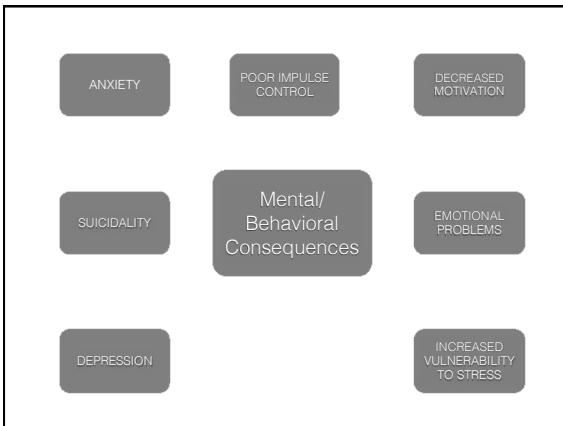 ANXIETY
POOR IMPULSE
CONTROL
DECREASED
MOTIVATION
SUICIDALITY
Mental/
Behavioral
Consequences
EMOTIONAL
PROBLEMS
DEPRESSION
INCREASED
VULNERABILITY
TO STRESS